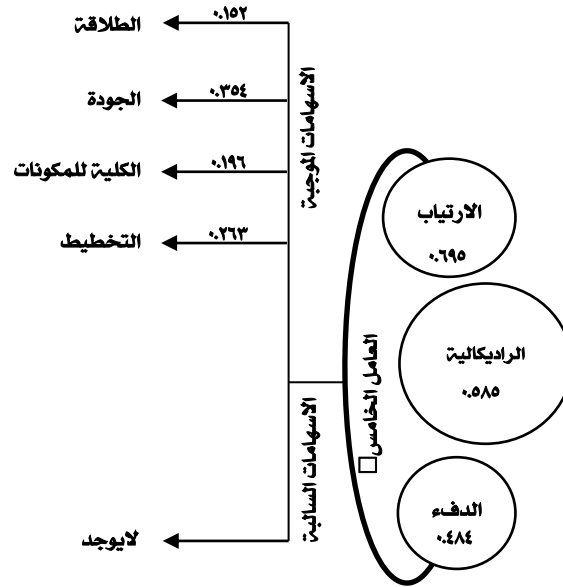 الارتياب
٠.٦٩٥
الراديكالية
٠.٥٨٥
الدفء
٠.٤٨٤
العامل الخامس
الاسهامات الموجبة
الاسهامات السالبة
٠.١٥٢
الطلاقة
٠.٣٥٤
الجودة
٠.١٩٦
الكلية للمكونات
٠.٢٦٣
التخطيط
لايوجد